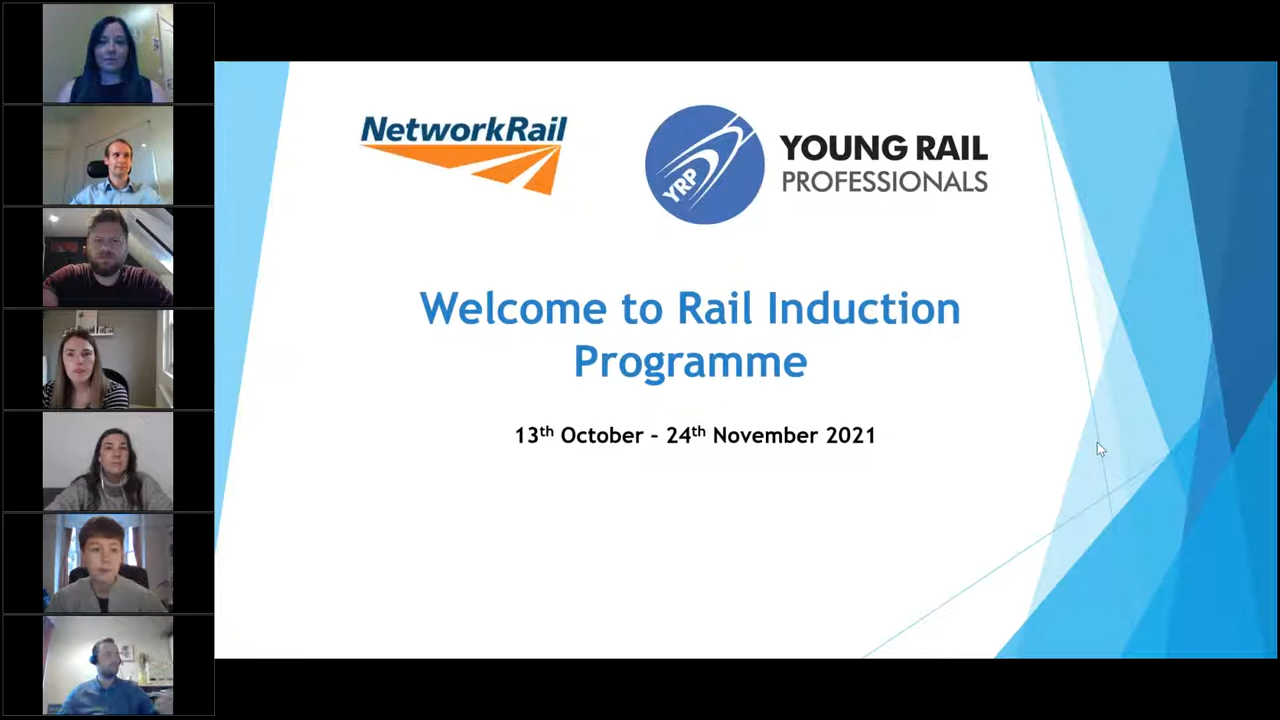 NetworkRail
YRP
YOUNG RAIL
PROFESSIONALS
Welcome to Rail Induction
Programme
13th October – 24th November 2021